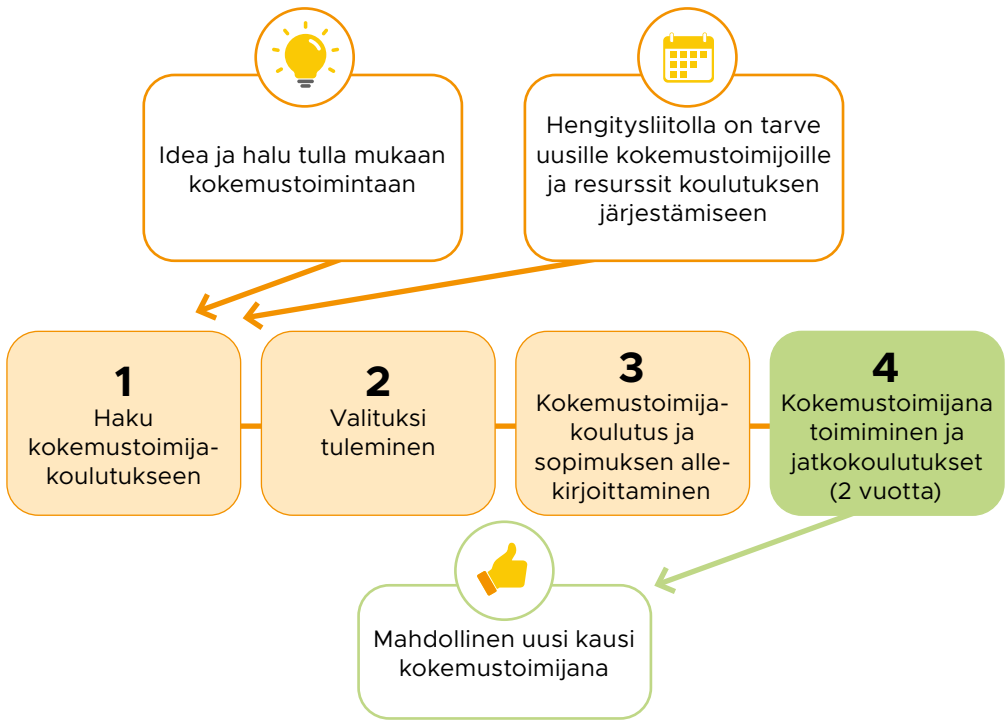 Idea ja halu tulla mukaan
kokemustoimintaan
Hengitysliitolla on tarve
uusille kokemustoimijoille
ja resurssit koulutuksen
järjestämiseen
1
Haku
kokemustoimija-
koulutukseen
2
Valituksi
tuleminen
3
Kokemustoimija-
koulutus ja
sopimuksen alle-
kirjoittaminen
4
Kokemustoimijana
toimiminen ja
jatkokoulutukset
(2 vuotta)
Mahdollinen uusi kausi
kokemustoimijana